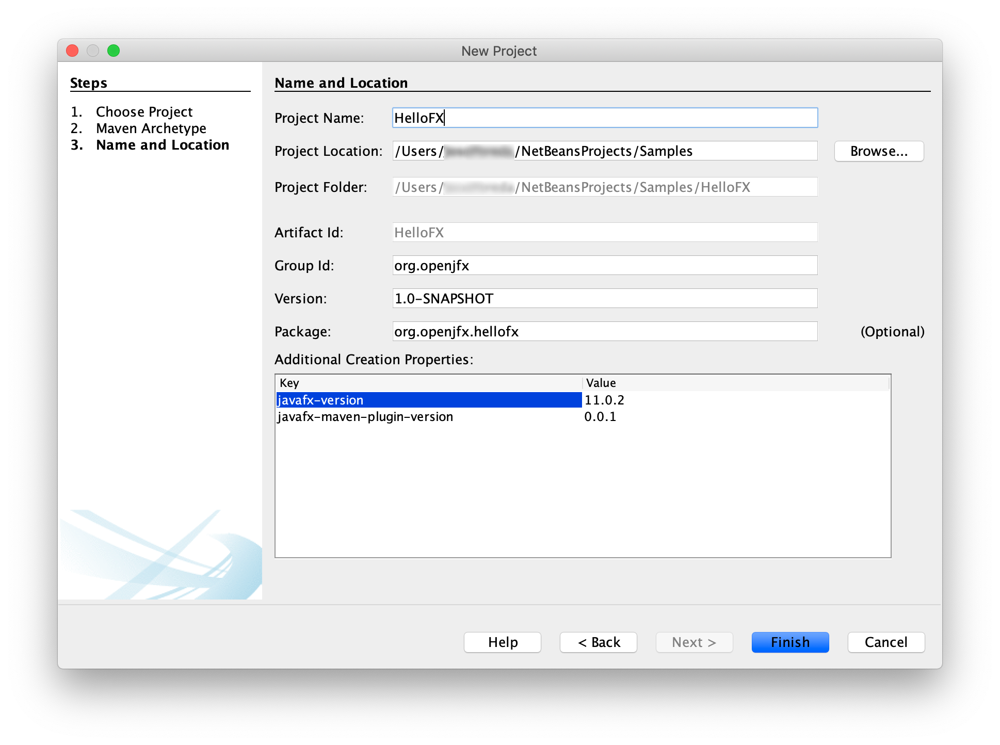 New Project
Steps
1. Choose Project
2. Maven Archetype
3. Name and Location
Name and Location
Project Name: HelloFX
Project Location: /Users/ /NetBeansProjects/Samples Browse...
Project Folder: /Users/ /NetBeansProjects/Samples/HelloFX
Artifact Id: HelloFX
Group Id: org.openjfx
Version: 1.0-SNAPSHOT
Package: org.openjfx.hellofx (Optional)
Additional Creation Properties:
Key Value
javafx-version 11.0.2
javafx-maven-plugin-version 0.0.1
Help < Back Next > Finish Cancel